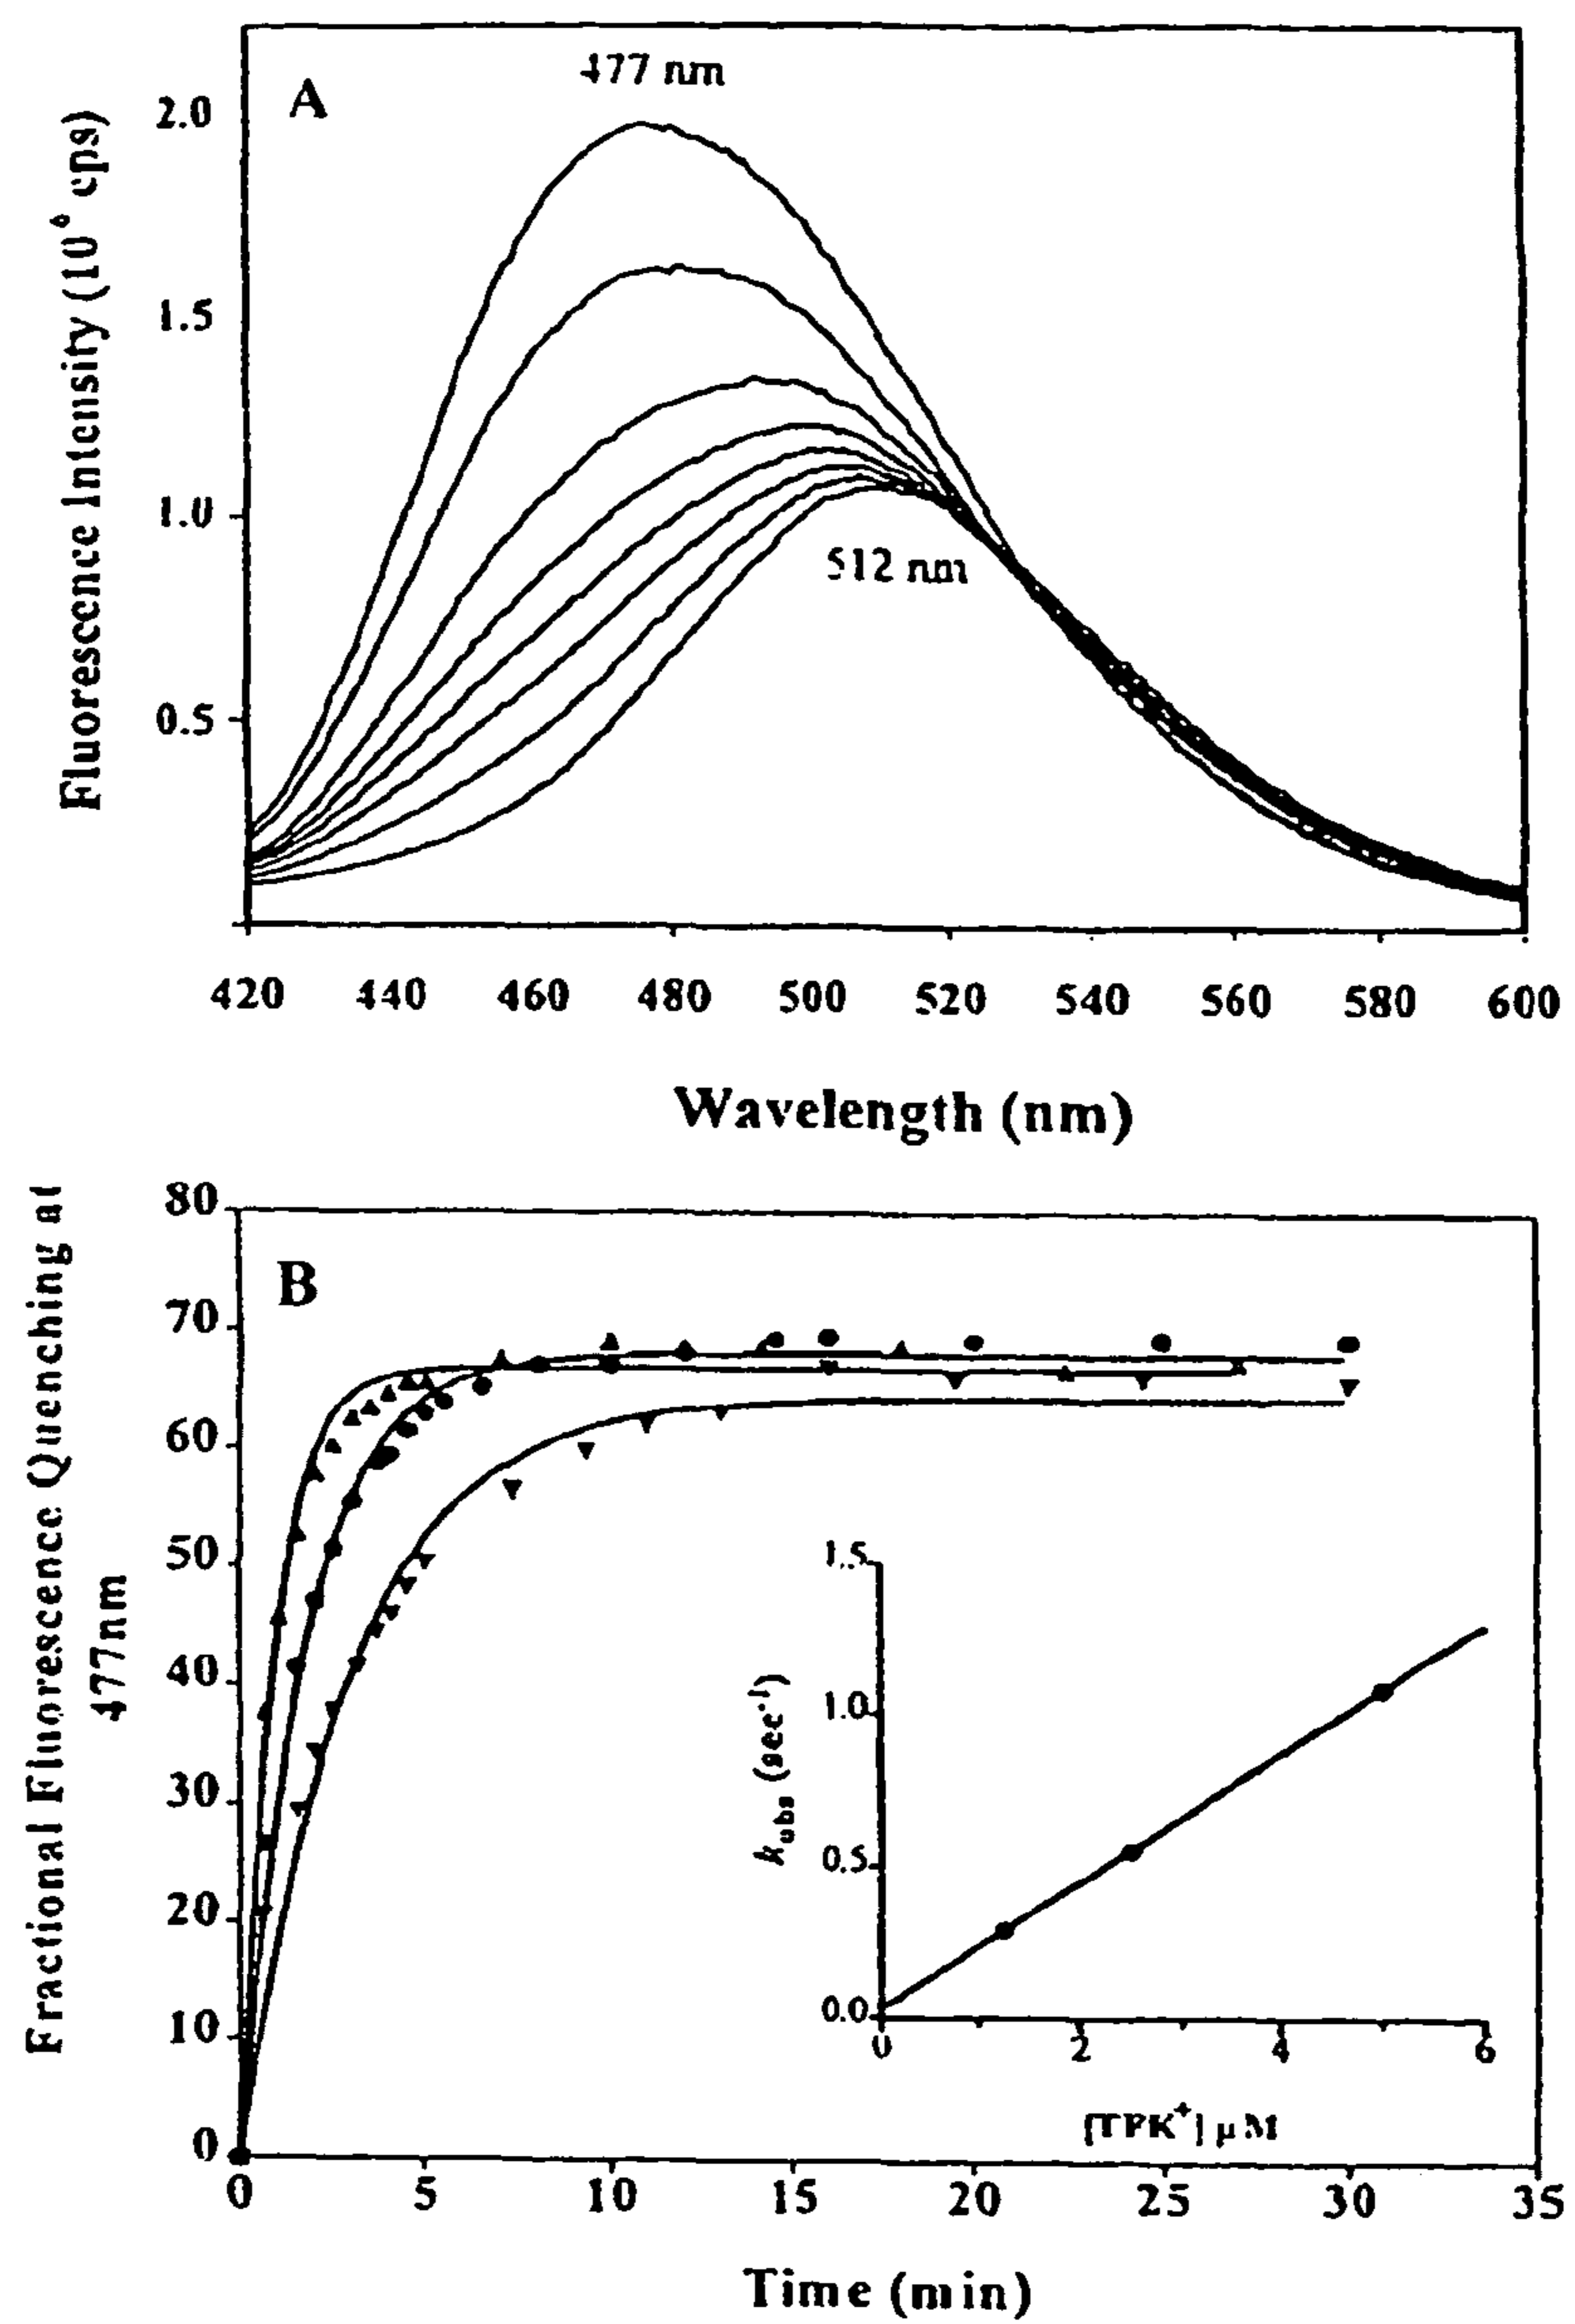 A
477 nm
512 nm
Fluorescence Intensity (10⁶ cps)
2.0
1.5
1.0
0.5
420 440 460 480 500 520 540 560 580 600
Wavelength (nm)
B
Fractional Fluorescence Quenching at
477nm
80
70
60
50
40
30
20
10
0
0 5 10 15 20 25 30 35
Time (min)
kobs (sec⁻¹)
1.5
1.0
0.5
0.0
0 2 4 6
[TPK⁺] μM